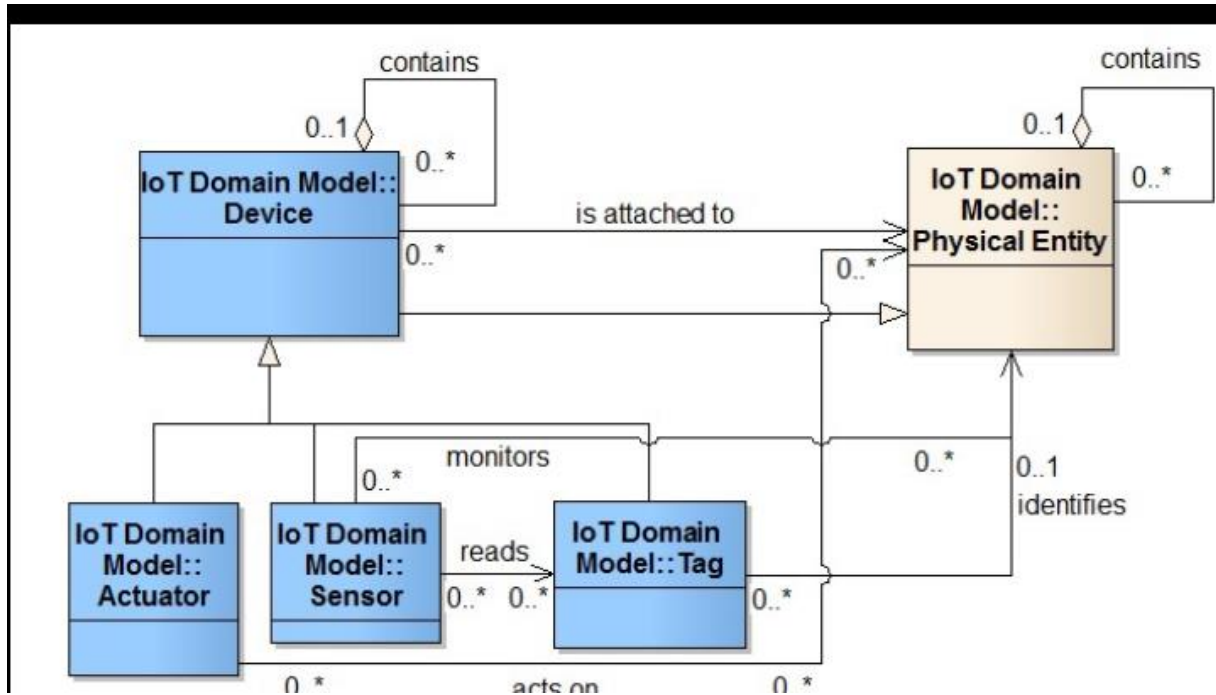 contains
contains
0..1
0..1
0..*
0..*
IoT Domain Model::
Device
IoT Domain
Model::
Physical Entity
is attached to
0..*
0..*
monitors
0..*
0..*
0..1
identifies
IoT Domain
Model::
Actuator
IoT Domain
Model::
Sensor
reads
0..*
0..*
IoT Domain
Model::Tag
0..*
0..*
acts on
0..*